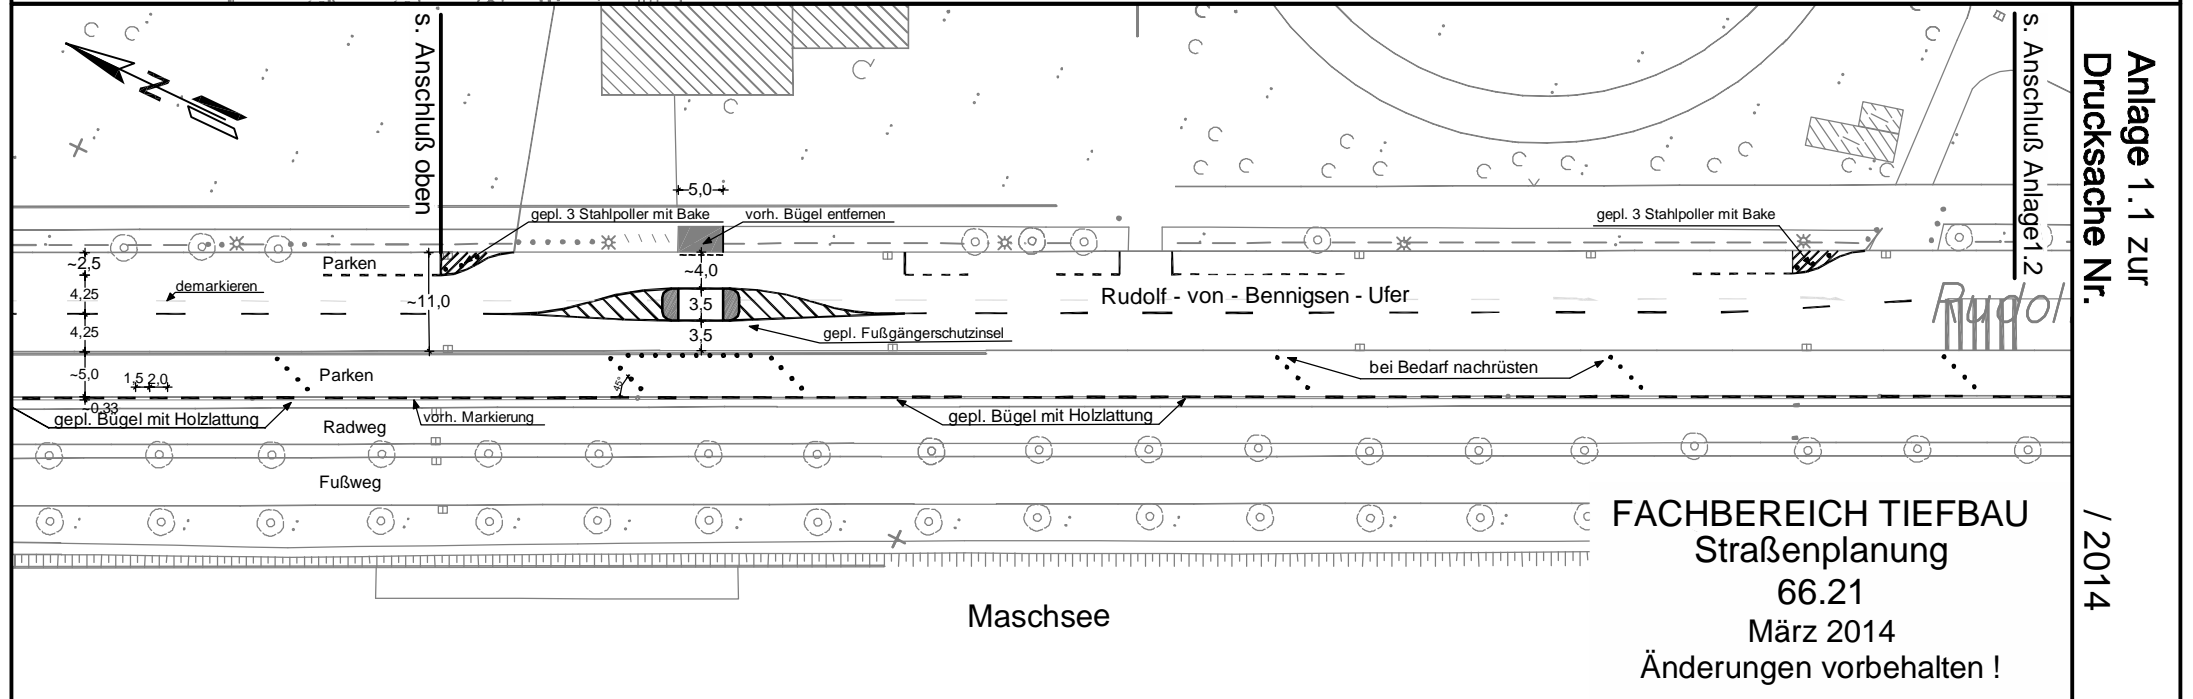 s. Anschluß oben
s. Anschluß Anlage1.2
Anlage 1.1 zur
Drucksache Nr.
/ 2014
N
5,0
gepl. 3 Stahlpoller mit Bake
vorh. Bügel entfernen
gepl. 3 Stahlpoller mit Bake
~2,5
Parken
~4,0
4,25
demarkieren
~11,0
3,5
Rudolf - von - Bennigsen - Ufer
Rudol
4,25
3,5
gepl. Fußgängerschutzinsel
~5,0
1,5 2,0
Parken
45°
bei Bedarf nachrüsten
~0,33
gepl. Bügel mit Holzlattung
vorh. Markierung
gepl. Bügel mit Holzlattung
Radweg
Fußweg
Maschsee
FACHBEREICH TIEFBAU
Straßenplanung
66.21
März 2014
Änderungen vorbehalten !